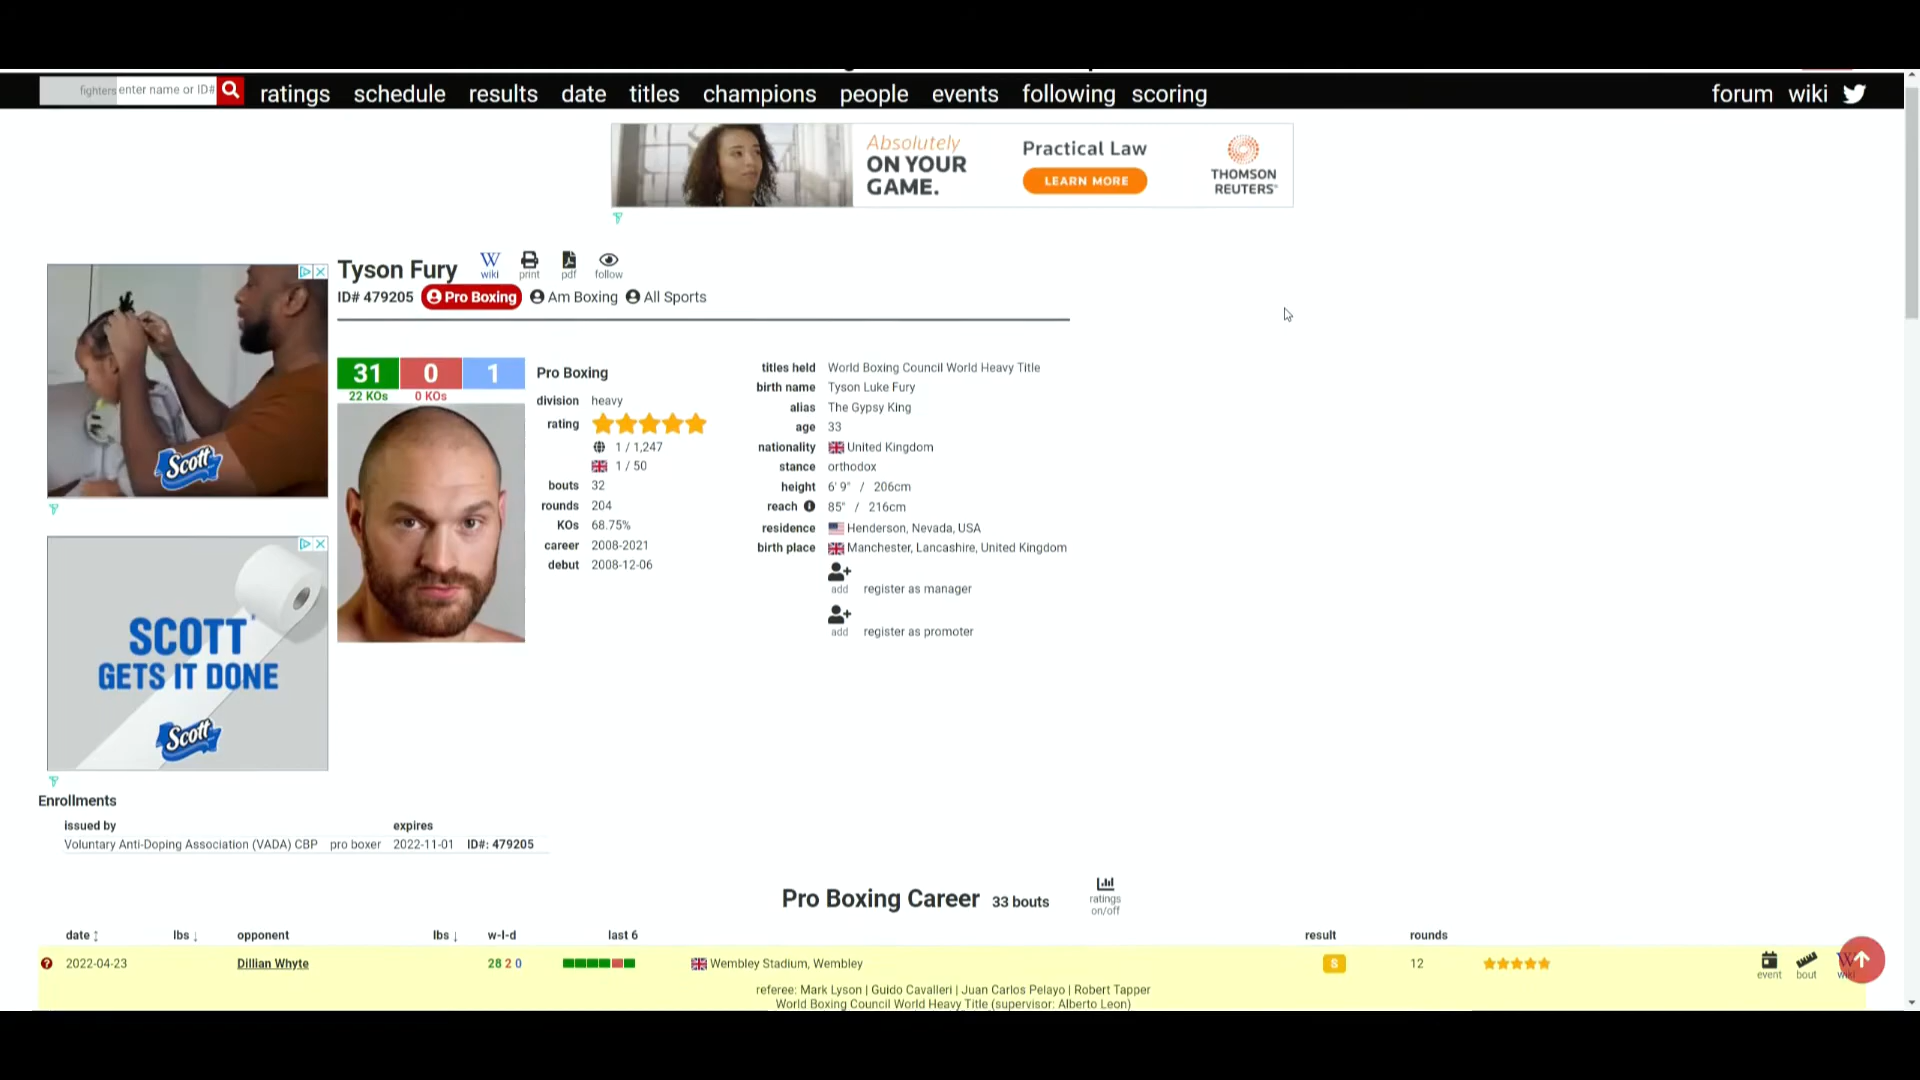 fighters enter name or ID# ratings schedule results date titles champions people events following scoring forum wiki
Absolutely
ON YOUR
GAME.
Practical Law
LEARN MORE
THOMSON
REUTERS
Tyson Fury
wiki print pdf follow
ID# 479205 Pro Boxing Am Boxing All Sports
31 0 1
22 KOs 0 KOs
Pro Boxing
division heavy
rating
1 / 1,247
1 / 50
bouts 32
rounds 204
KOs 68.75%
career 2008-2021
debut 2008-12-06
titles held World Boxing Council World Heavy Title
birth name Tyson Luke Fury
alias The Gypsy King
age 33
nationality United Kingdom
stance orthodox
height 6' 9" / 206cm
reach 85" / 216cm
residence Henderson, Nevada, USA
birth place Manchester, Lancashire, United Kingdom
add register as manager
add register as promoter
Scott
SCOTT
GETS IT DONE
Scott
Enrollments
issued by expires
Voluntary Anti-Doping Association (VADA) CBP pro boxer 2022-11-01 ID#: 479205
Pro Boxing Career 33 bouts
ratings
on/off
date lbs opponent lbs w-l-d last 6 result rounds
2022-04-23 Dillian Whyte 28 2 0 Wembley Stadium, Wembley S 12
event bout wiki
referee: Mark Lyson | Guido Cavalleri | Juan Carlos Pelayo | Robert Tapper
World Boxing Council World Heavy Title (supervisor: Alberto Leon)